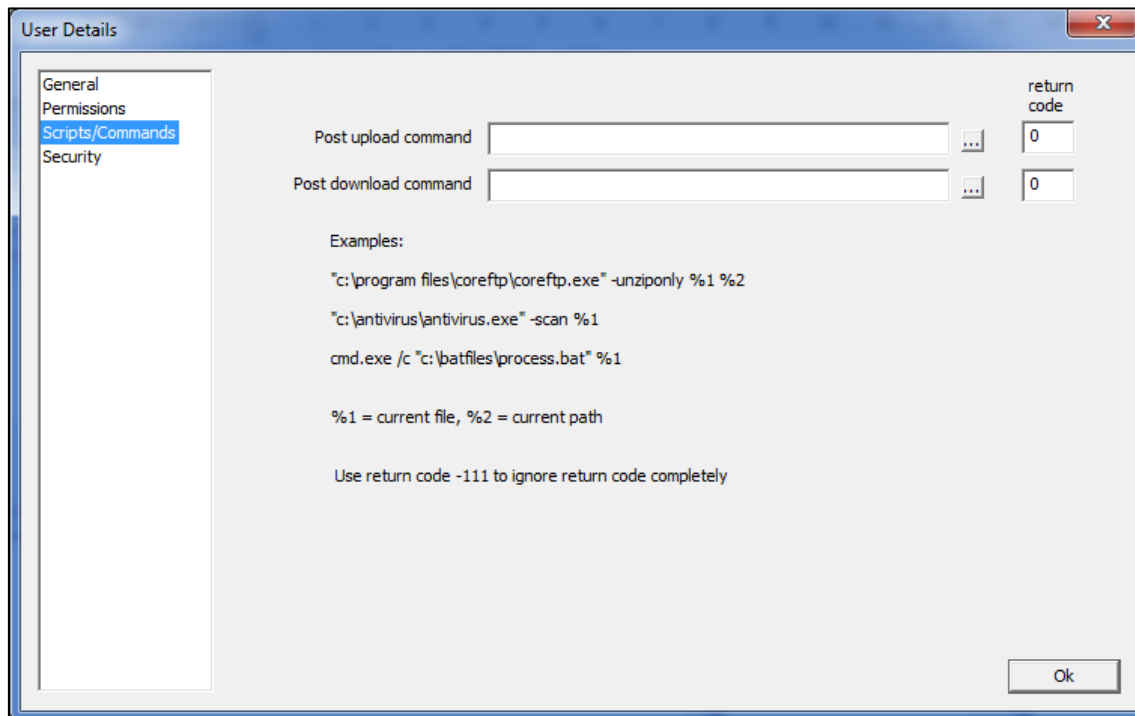 User Details
General
Permissions
Scripts/Commands
Security
return
code
Post upload command
...
0
Post download command
...
0
Examples:
"c:\program files\coreftp\coreftp.exe" -unziponly %1 %2
"c:\antivirus\antivirus.exe" -scan %1
cmd.exe /c "c:\batfiles\process.bat" %1
%1 = current file, %2 = current path
Use return code -111 to ignore return code completely
Ok